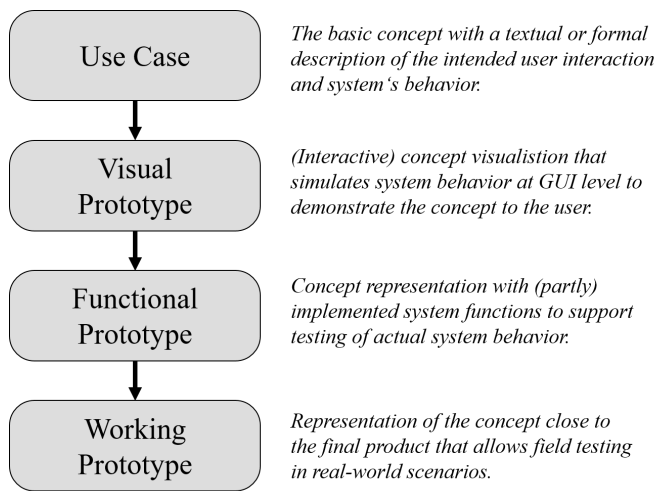 Use Case
The basic concept with a textual or formal
description of the intended user interaction
and system‘s behavior.
Visual
Prototype
(Interactive) concept visualistion that
simulates system behavior at GUI level to
demonstrate the concept to the user.
Functional
Prototype
Concept representation with (partly)
implemented system functions to support
testing of actual system behavior.
Working
Prototype
Representation of the concept close to
the final product that allows field testing
in real-world scenarios.